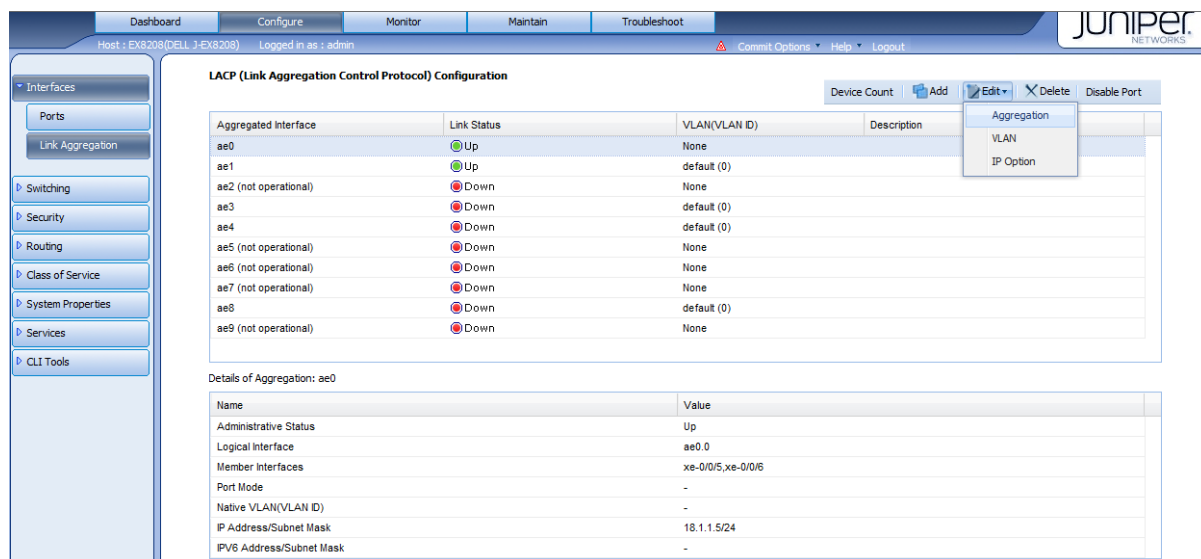 Dashboard Configure Monitor Maintain Troubleshoot
JUNIPEr.
NETWORKS
Host : EX8208(DELL J-EX8208) Logged in as : admin Commit Options Help Logout
Interfaces
Ports
Link Aggregation
Switching
Security
Routing
Class of Service
System Properties
Services
CLI Tools
LACP (Link Aggregation Control Protocol) Configuration
Device Count Add Edit Delete Disable Port
Aggregation
VLAN
IP Option
Aggregated Interface Link Status VLAN(VLAN ID) Description
ae0 Up None
ae1 Up default (0)
ae2 (not operational) Down None
ae3 Down default (0)
ae4 Down default (0)
ae5 (not operational) Down None
ae6 (not operational) Down None
ae7 (not operational) Down None
ae8 Down default (0)
ae9 (not operational) Down None
Details of Aggregation: ae0
Name Value
Administrative Status Up
Logical Interface ae0.0
Member Interfaces xe-0/0/5,xe-0/0/6
Port Mode -
Native VLAN(VLAN ID) -
IP Address/Subnet Mask 18.1.1.5/24
IPV6 Address/Subnet Mask -